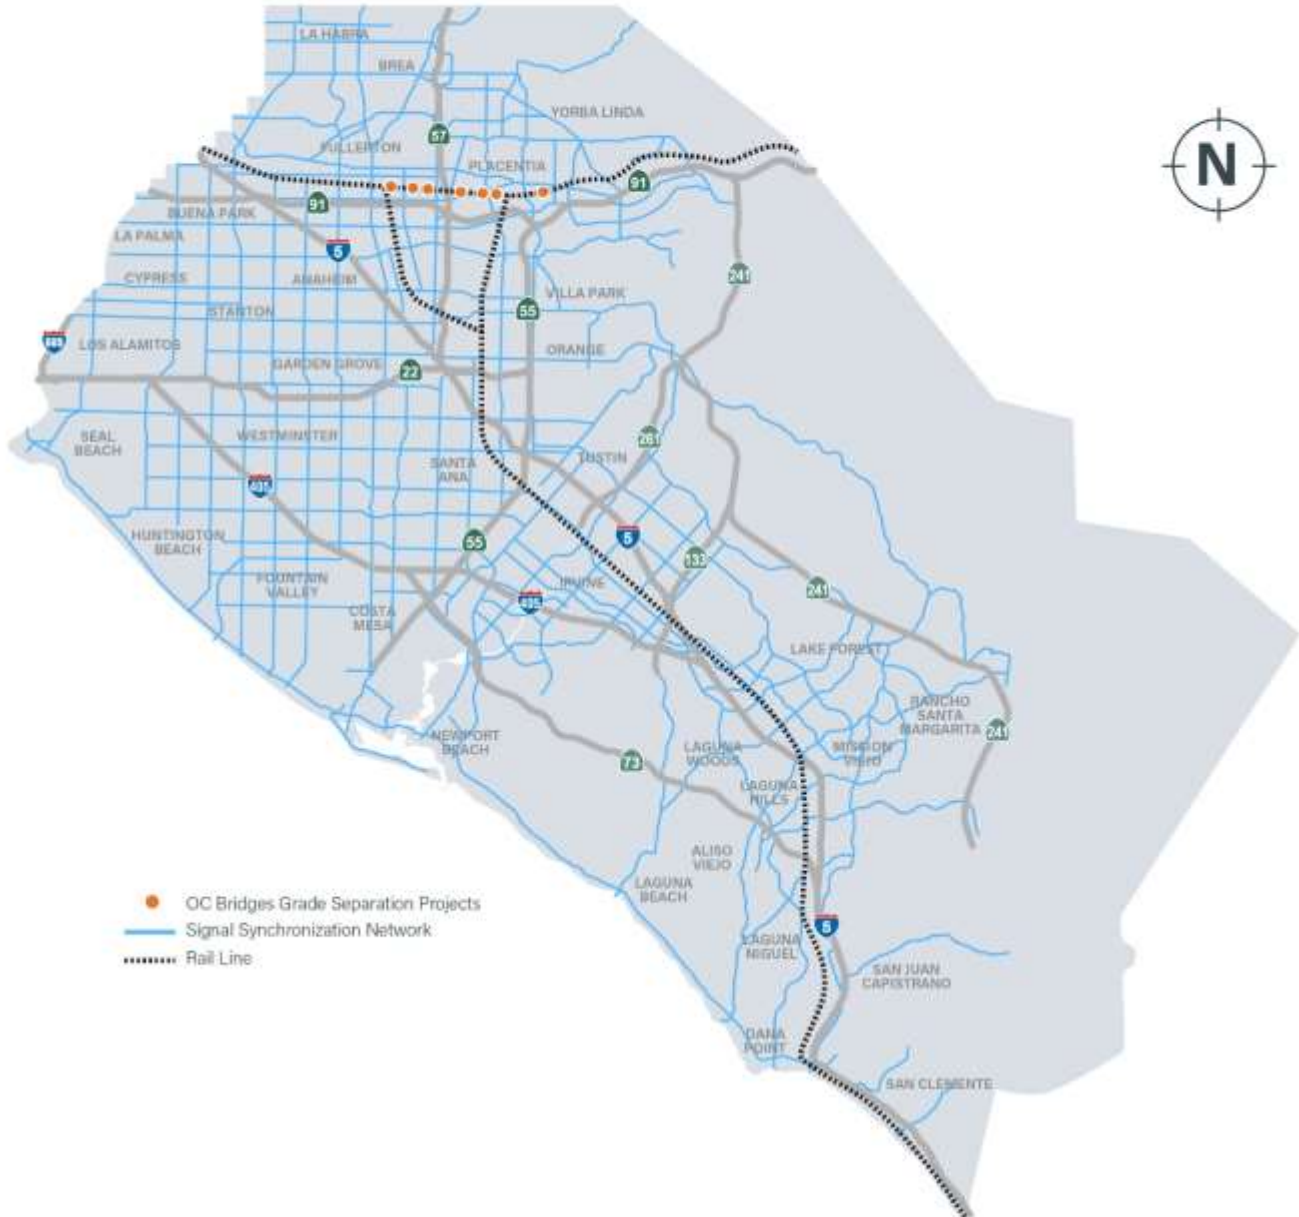 LA HABRA
BREA
YORBA LINDA
57
N
FULLERTON
PLACENTIA
91
91
BUENA PARK
LA PALMA
5
241
CYPRESS
ANAHEIM
VILLA PARK
STANTON
55
605
LOS ALAMITOS
ORANGE
GARDEN GROVE
22
SEAL
BEACH
WESTMINSTER
261
SANTA
ANA
TUSTIN
405
HUNTINGTON
BEACH
55
5
133
FOUNTAIN
VALLEY
IRVINE
241
405
COSTA
MESA
LAKE FOREST
RANCHO
SANTA
MARGARITA
241
NEWPORT
BEACH
LAGUNA
WOODS
MISSION
VIEJO
73
LAGUNA
HILLS
ALISO
VIEJO
LAGUNA
BEACH
OC Bridges Grade Separation Projects
Signal Synchronization Network
Rail Line
5
LAGUNA
NIGUEL
SAN JUAN
CAPISTRANO
DANA
POINT
SAN CLEMENTE